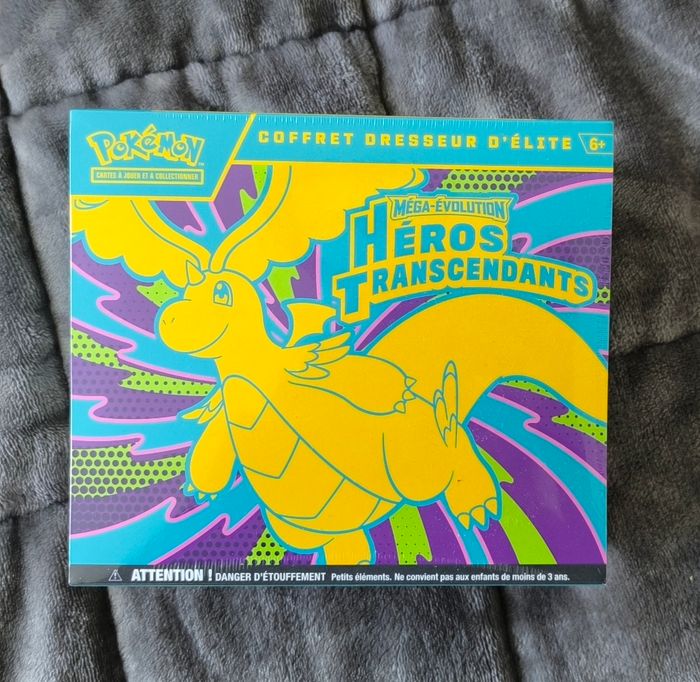 POKéMON™
CARTES À JOUER ET À COLLECTIONNER
COFFRET DRESSEUR D'ÉLITE
6+
MÉGA-ÉVOLUTION
HÉROS
TRANSCENDANTS
ATTENTION ! DANGER D'ÉTOUFFEMENT Petits éléments. Ne convient pas aux enfants de moins de 3 ans.